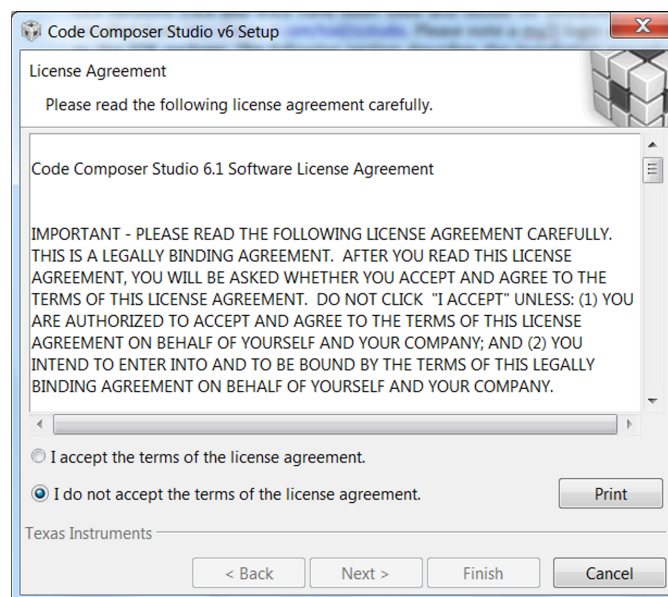 Code Composer Studio v6 Setup
License Agreement
Please read the following license agreement carefully.
Code Composer Studio 6.1 Software License Agreement
IMPORTANT - PLEASE READ THE FOLLOWING LICENSE AGREEMENT CAREFULLY.
THIS IS A LEGALLY BINDING AGREEMENT.  AFTER YOU READ THIS LICENSE
AGREEMENT, YOU WILL BE ASKED WHETHER YOU ACCEPT AND AGREE TO THE
TERMS OF THIS LICENSE AGREEMENT.  DO NOT CLICK  "I ACCEPT" UNLESS: (1) YOU
ARE AUTHORIZED TO ACCEPT AND AGREE TO THE TERMS OF THIS LICENSE
AGREEMENT ON BEHALF OF YOURSELF AND YOUR COMPANY; AND (2) YOU
INTEND TO ENTER INTO AND TO BE BOUND BY THE TERMS OF THIS LEGALLY
BINDING AGREEMENT ON BEHALF OF YOURSELF AND YOUR COMPANY.
I accept the terms of the license agreement.
I do not accept the terms of the license agreement.
Print
Texas Instruments
< Back
Next >
Finish
Cancel